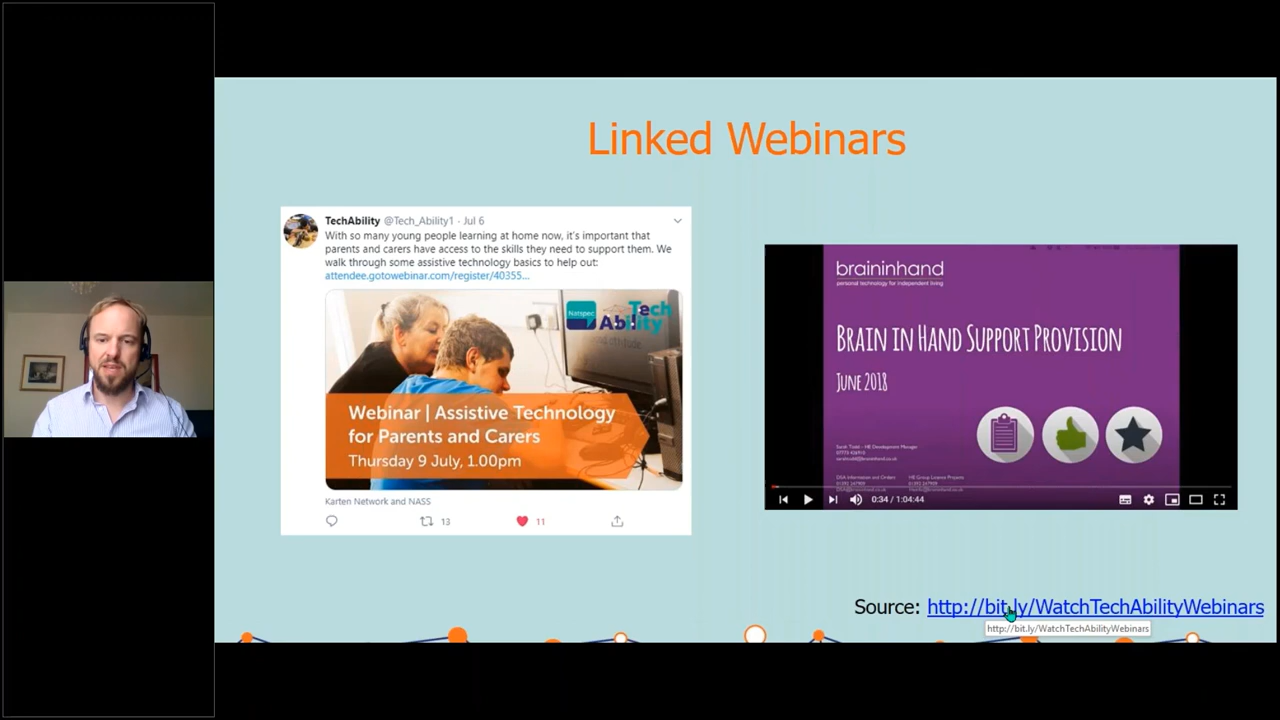 Linked Webinars
TechAbility @Tech_Ability1 · Jul 6
With so many young people learning at home now, it's important that
parents and carers have access to the skills they need to support them. We
walk through some assistive technology basics to help out:
attendee.gotowebinar.com/register/40355...
Natspec
Tech
Ability
Webinar | Assistive Technology
for Parents and Carers
Thursday 9 July, 1.00pm
Karten Network and NASS
13
11
braininhand
personal technology for independent living
BRAIN IN HAND SUPPORT PROVISION
JUNE 2018
0:34 / 1:04:44
Source: http://bit.ly/WatchTechAbilityWebinars
http://bit.ly/WatchTechAbilityWebinars